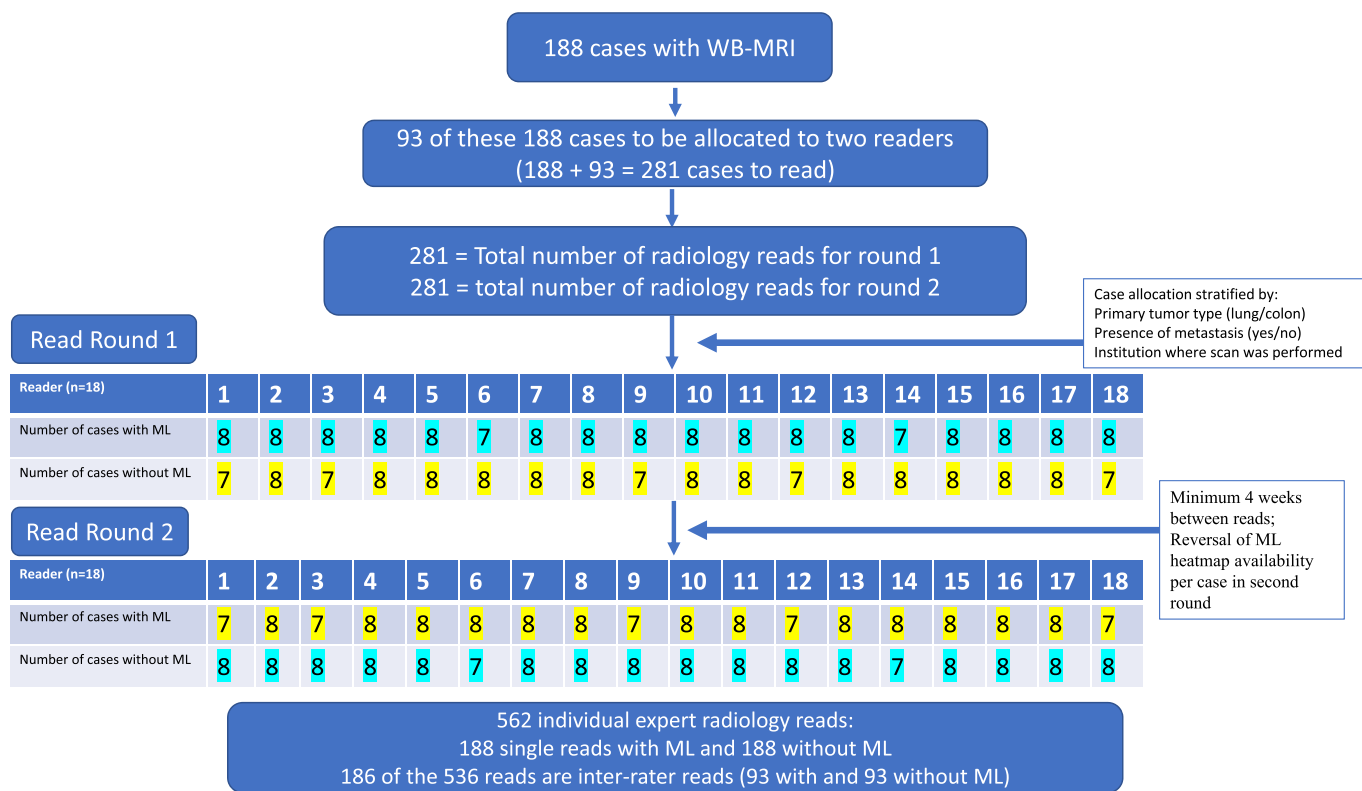 188 cases with WB-MRI
93 of these 188 cases to be allocated to two readers
(188 + 93 = 281 cases to read)
281 = Total number of radiology reads for round 1
281 = total number of radiology reads for round 2
Case allocation stratified by:
Primary tumor type (lung/colon)
Presence of metastasis (yes/no)
Institution where scan was performed
Read Round 1
Reader (n=18) 1 2 3 4 5 6 7 8 9 10 11 12 13 14 15 16 17 18
Number of cases with ML 8 8 8 8 8 7 8 8 8 8 8 8 8 7 8 8 8 8
Number of cases without ML 7 8 7 8 8 8 8 8 7 8 8 7 8 8 8 8 8 7
Minimum 4 weeks
between reads;
Reversal of ML
heatmap availability
per case in second
round
Read Round 2
Reader (n=18) 1 2 3 4 5 6 7 8 9 10 11 12 13 14 15 16 17 18
Number of cases with ML 7 8 7 8 8 8 8 8 7 8 8 7 8 8 8 8 8 7
Number of cases without ML 8 8 8 8 8 7 8 8 8 8 8 8 8 7 8 8 8 8
562 individual expert radiology reads:
188 single reads with ML and 188 without ML
186 of the 536 reads are inter-rater reads (93 with and 93 without ML)